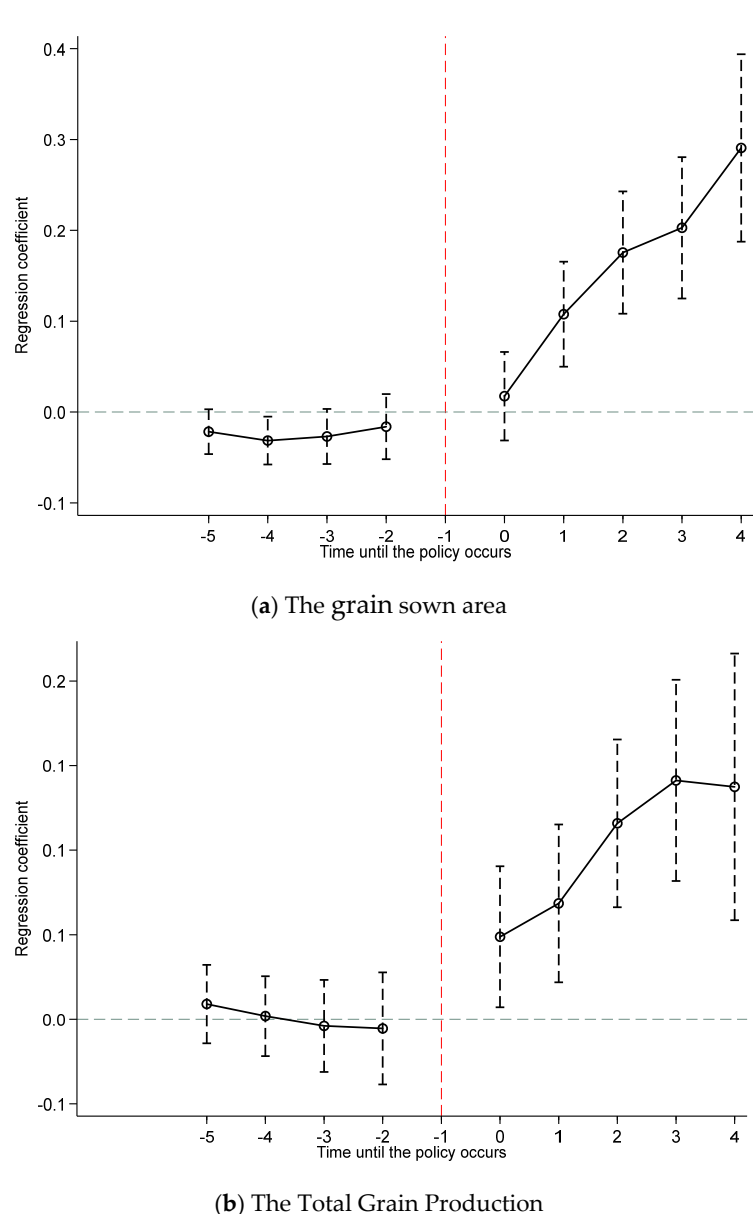 0.4
0.3
0.2
0.1
0.0
-0.1
Regression coefficient
-5 -4 -3 -2 -1 0 1 2 3 4
Time until the policy occurs
(a) The grain sown area
0.2
0.1
0.1
0.1
0.0
-0.1
Regression coefficient
-5 -4 -3 -2 -1 0 1 2 3 4
Time until the policy occurs
(b) The Total Grain Production